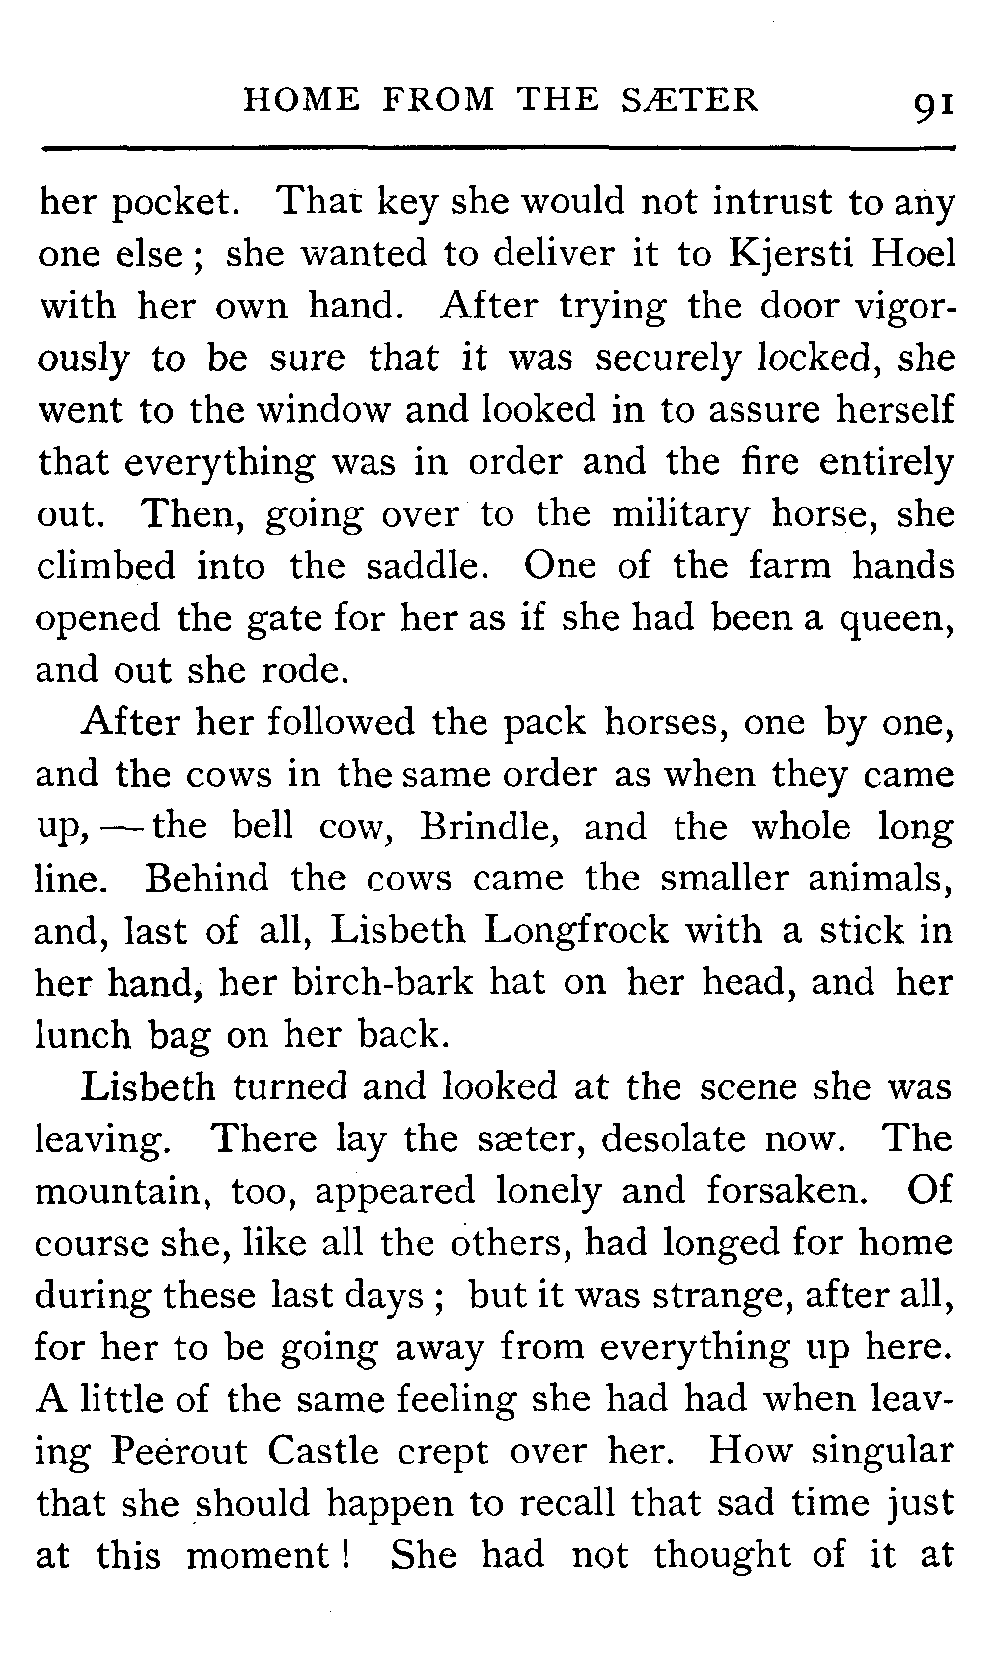 HOME FROM THE SÆTER 91
her pocket. That key she would not intrust to any
one else ; she wanted to deliver it to Kjersti Hoel
with her own hand. After trying the door vigor-
ously to be sure that it was securely locked, she
went to the window and looked in to assure herself
that everything was in order and the fire entirely
out. Then, going over to the military horse, she
climbed into the saddle. One of the farm hands
opened the gate for her as if she had been a queen,
and out she rode.
After her followed the pack horses, one by one,
and the cows in the same order as when they came
up, — the bell cow, Brindle, and the whole long
line. Behind the cows came the smaller animals,
and, last of all, Lisbeth Longfrock with a stick in
her hand, her birch-bark hat on her head, and her
lunch bag on her back.
Lisbeth turned and looked at the scene she was
leaving. There lay the sæter, desolate now. The
mountain, too, appeared lonely and forsaken. Of
course she, like all the others, had longed for home
during these last days ; but it was strange, after all,
for her to be going away from everything up here.
A little of the same feeling she had had when leav-
ing Peerout Castle crept over her. How singular
that she should happen to recall that sad time just
at this moment ! She had not thought of it at